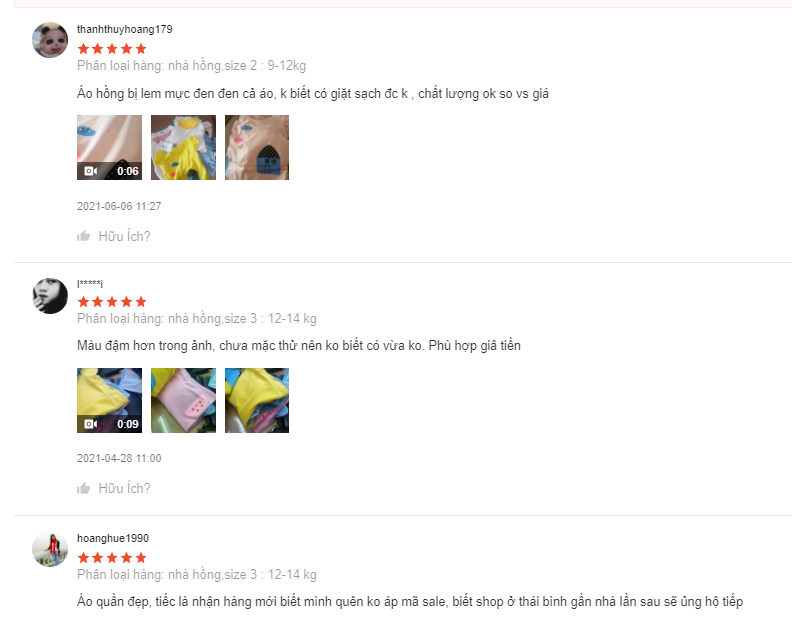 thanhthuyhoang179
Phân loại hàng: nhà hồng,size 2 : 9-12kg
Áo hồng bị lem mực đen đen cả áo, k biết có giặt sạch đc k , chất lượng ok so vs giá
0:06
2021-06-06 11:27
Hữu Ích?
l*****i
Phân loại hàng: nhà hồng,size 3 : 12-14 kg
Màu đậm hơn trong ảnh, chưa mặc thử nên ko biết có vừa ko. Phù hợp giâ tiền
0:09
2021-04-28 11:00
Hữu Ích?
hoanghue1990
Phân loại hàng: nhà hồng,size 3 : 12-14 kg
Áo quần đẹp, tiếc là nhận hàng mới biết mình quên ko áp mã sale, biết shop ở thái bình gần nhà lần sau sẽ ủng hộ tiếp